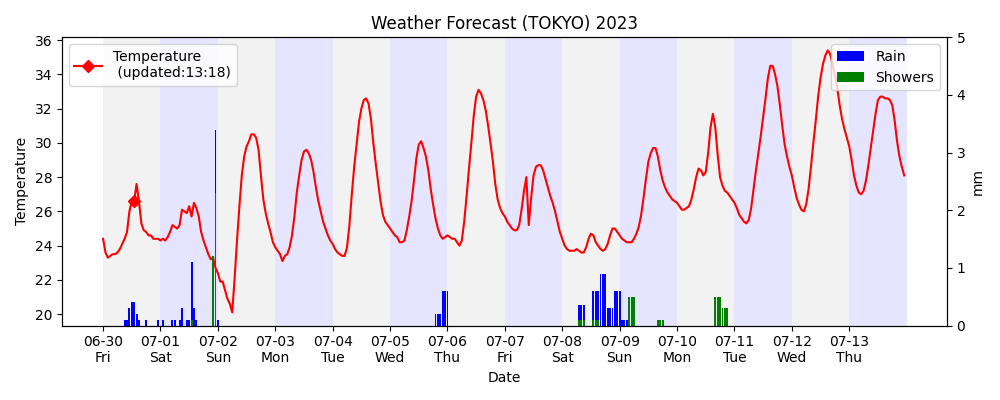 Weather Forecast (TOKYO) 2023
Temperature
(updated:13:18)
Rain
Showers
36
34
32
30
28
26
24
22
20
Temperature
5
4
3
2
1
0
mm
06-30 07-01 07-02 07-03 07-04 07-05 07-06 07-07 07-08 07-09 07-10 07-11 07-12 07-13
Fri Sat Sun Mon Tue Wed Thu Fri Sat Sun Mon Tue Wed Thu
Date